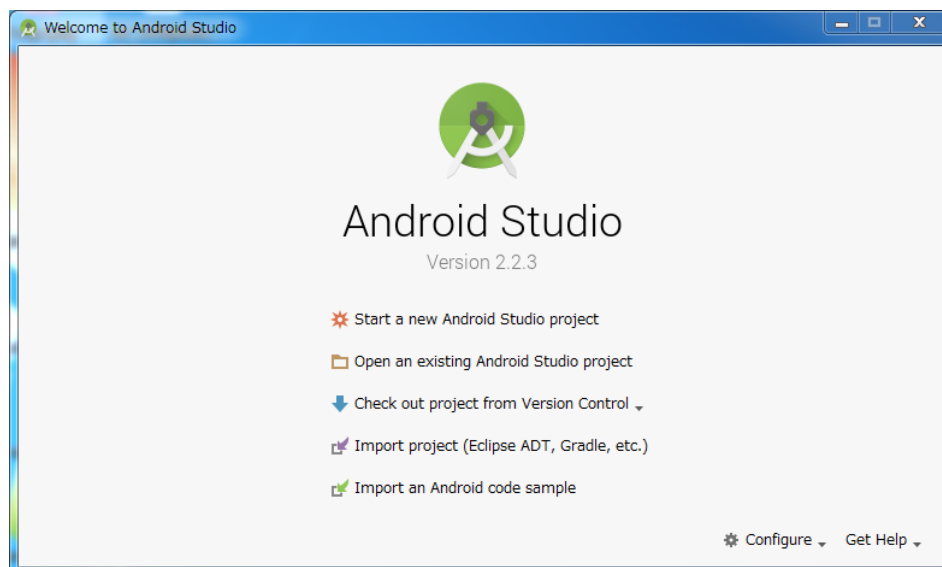 Welcome to Android Studio
Android Studio
Version 2.2.3
Start a new Android Studio project
Open an existing Android Studio project
Check out project from Version Control
Import project (Eclipse ADT, Gradle, etc.)
Import an Android code sample
Configure Get Help